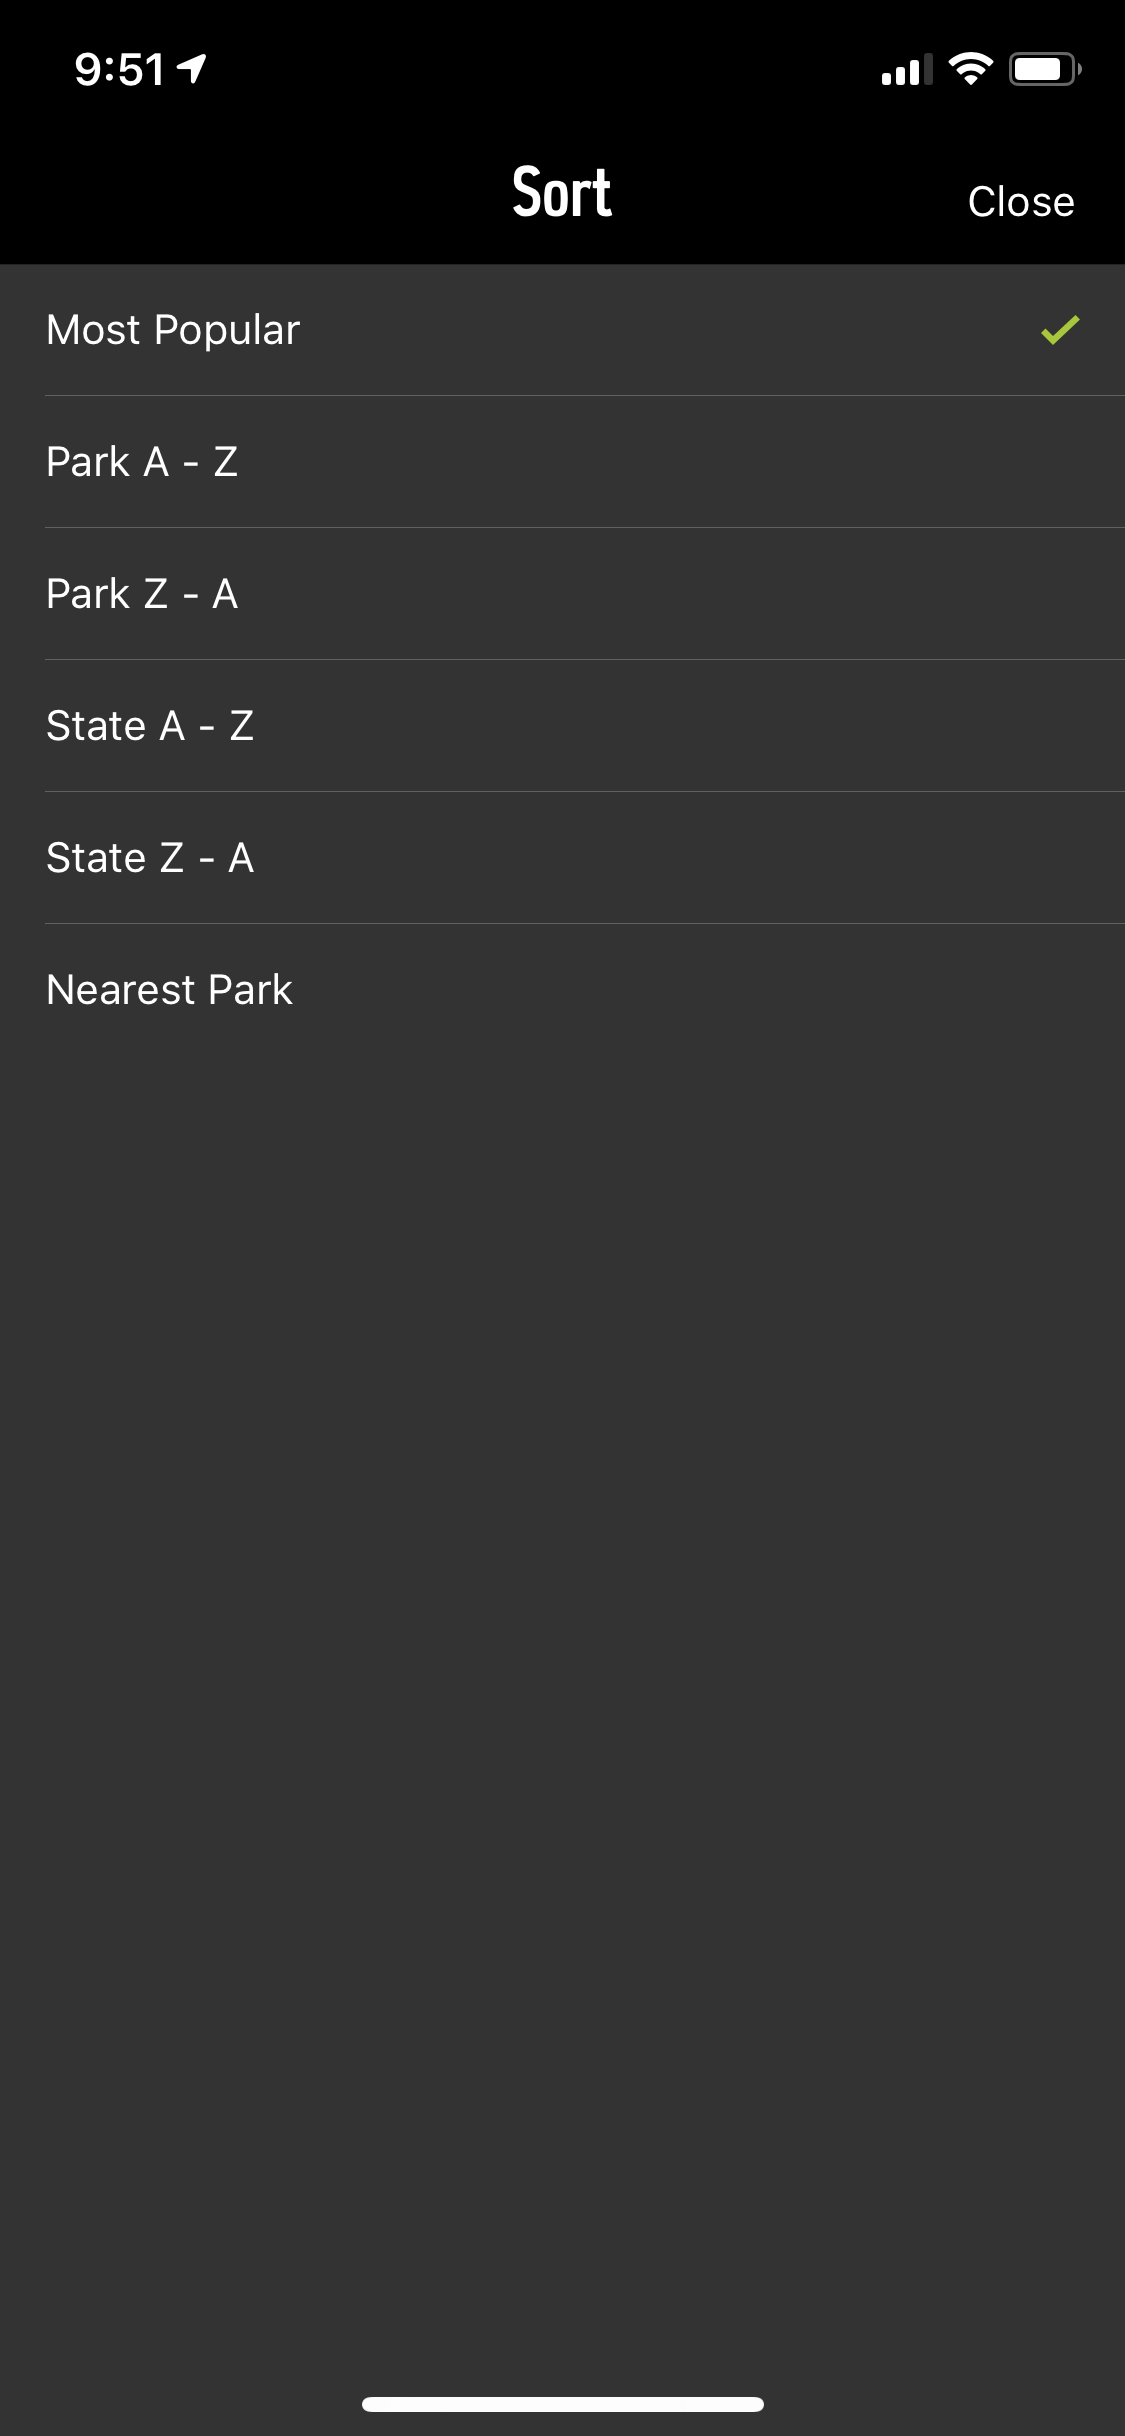 9:51
Sort
Close
Most Popular
Park A - Z
Park Z - A
State A - Z
State Z - A
Nearest Park